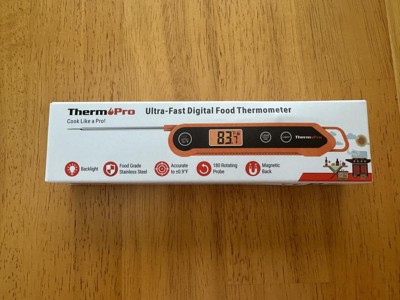 ThermoPro
Cook Like a Pro!
Ultra-Fast Digital Food Thermometer
83.7
ThermoPro
Backlight
Food Grade
Stainless Steel
Accurate
to ±0.9°F
180 Rotating
Probe
Magnetic
Back